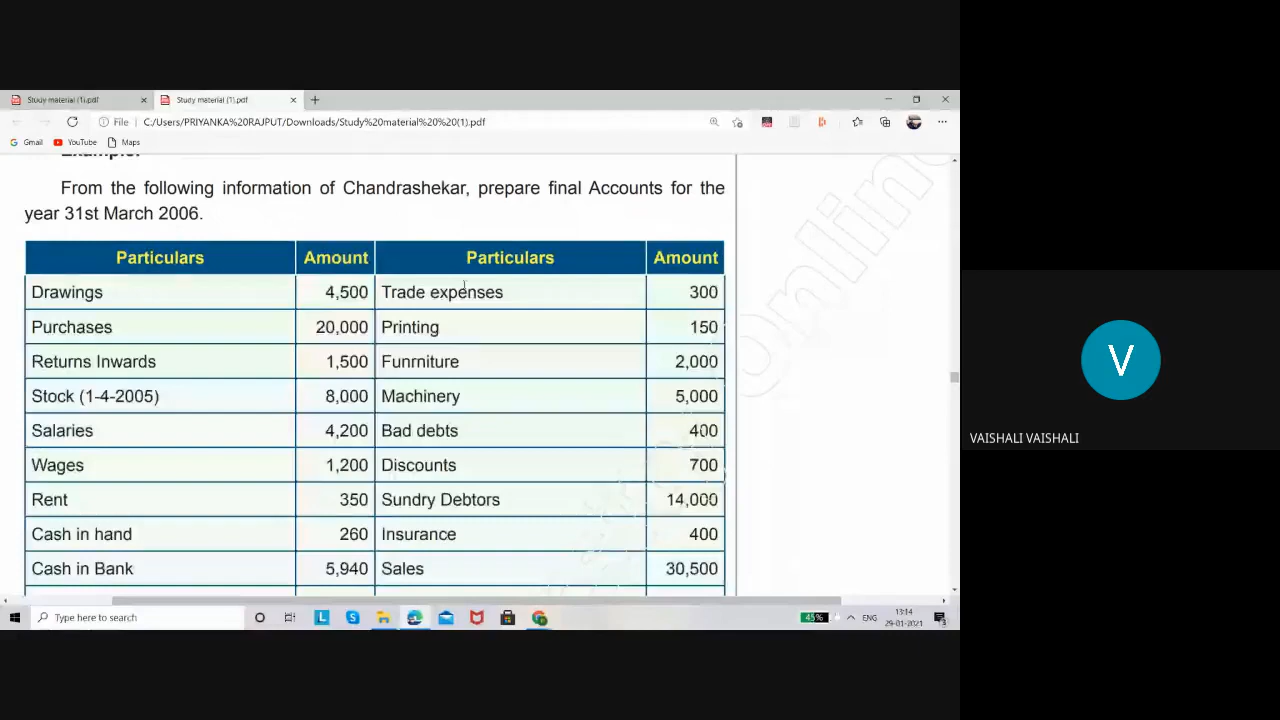 Study material (1).pdf
Study material (1).pdf
File
C:/Users/PRIYANKA%20RAJPUT/Downloads/Study%20material%20%20(1).pdf
Gmail YouTube Maps
Example:
From the following information of Chandrashekar, prepare final Accounts for the
year 31st March 2006.
Particulars Amount Particulars Amount
Drawings 4,500 Trade expenses 300
Purchases 20,000 Printing 150
Returns Inwards 1,500 Funrniture 2,000
Stock (1-4-2005) 8,000 Machinery 5,000
Salaries 4,200 Bad debts 400
Wages 1,200 Discounts 700
Rent 350 Sundry Debtors 14,000
Cash in hand 260 Insurance 400
Cash in Bank 5,940 Sales 30,500
V
VAISHALI VAISHALI
Type here to search
45%
ENG
13:14
29-01-2021